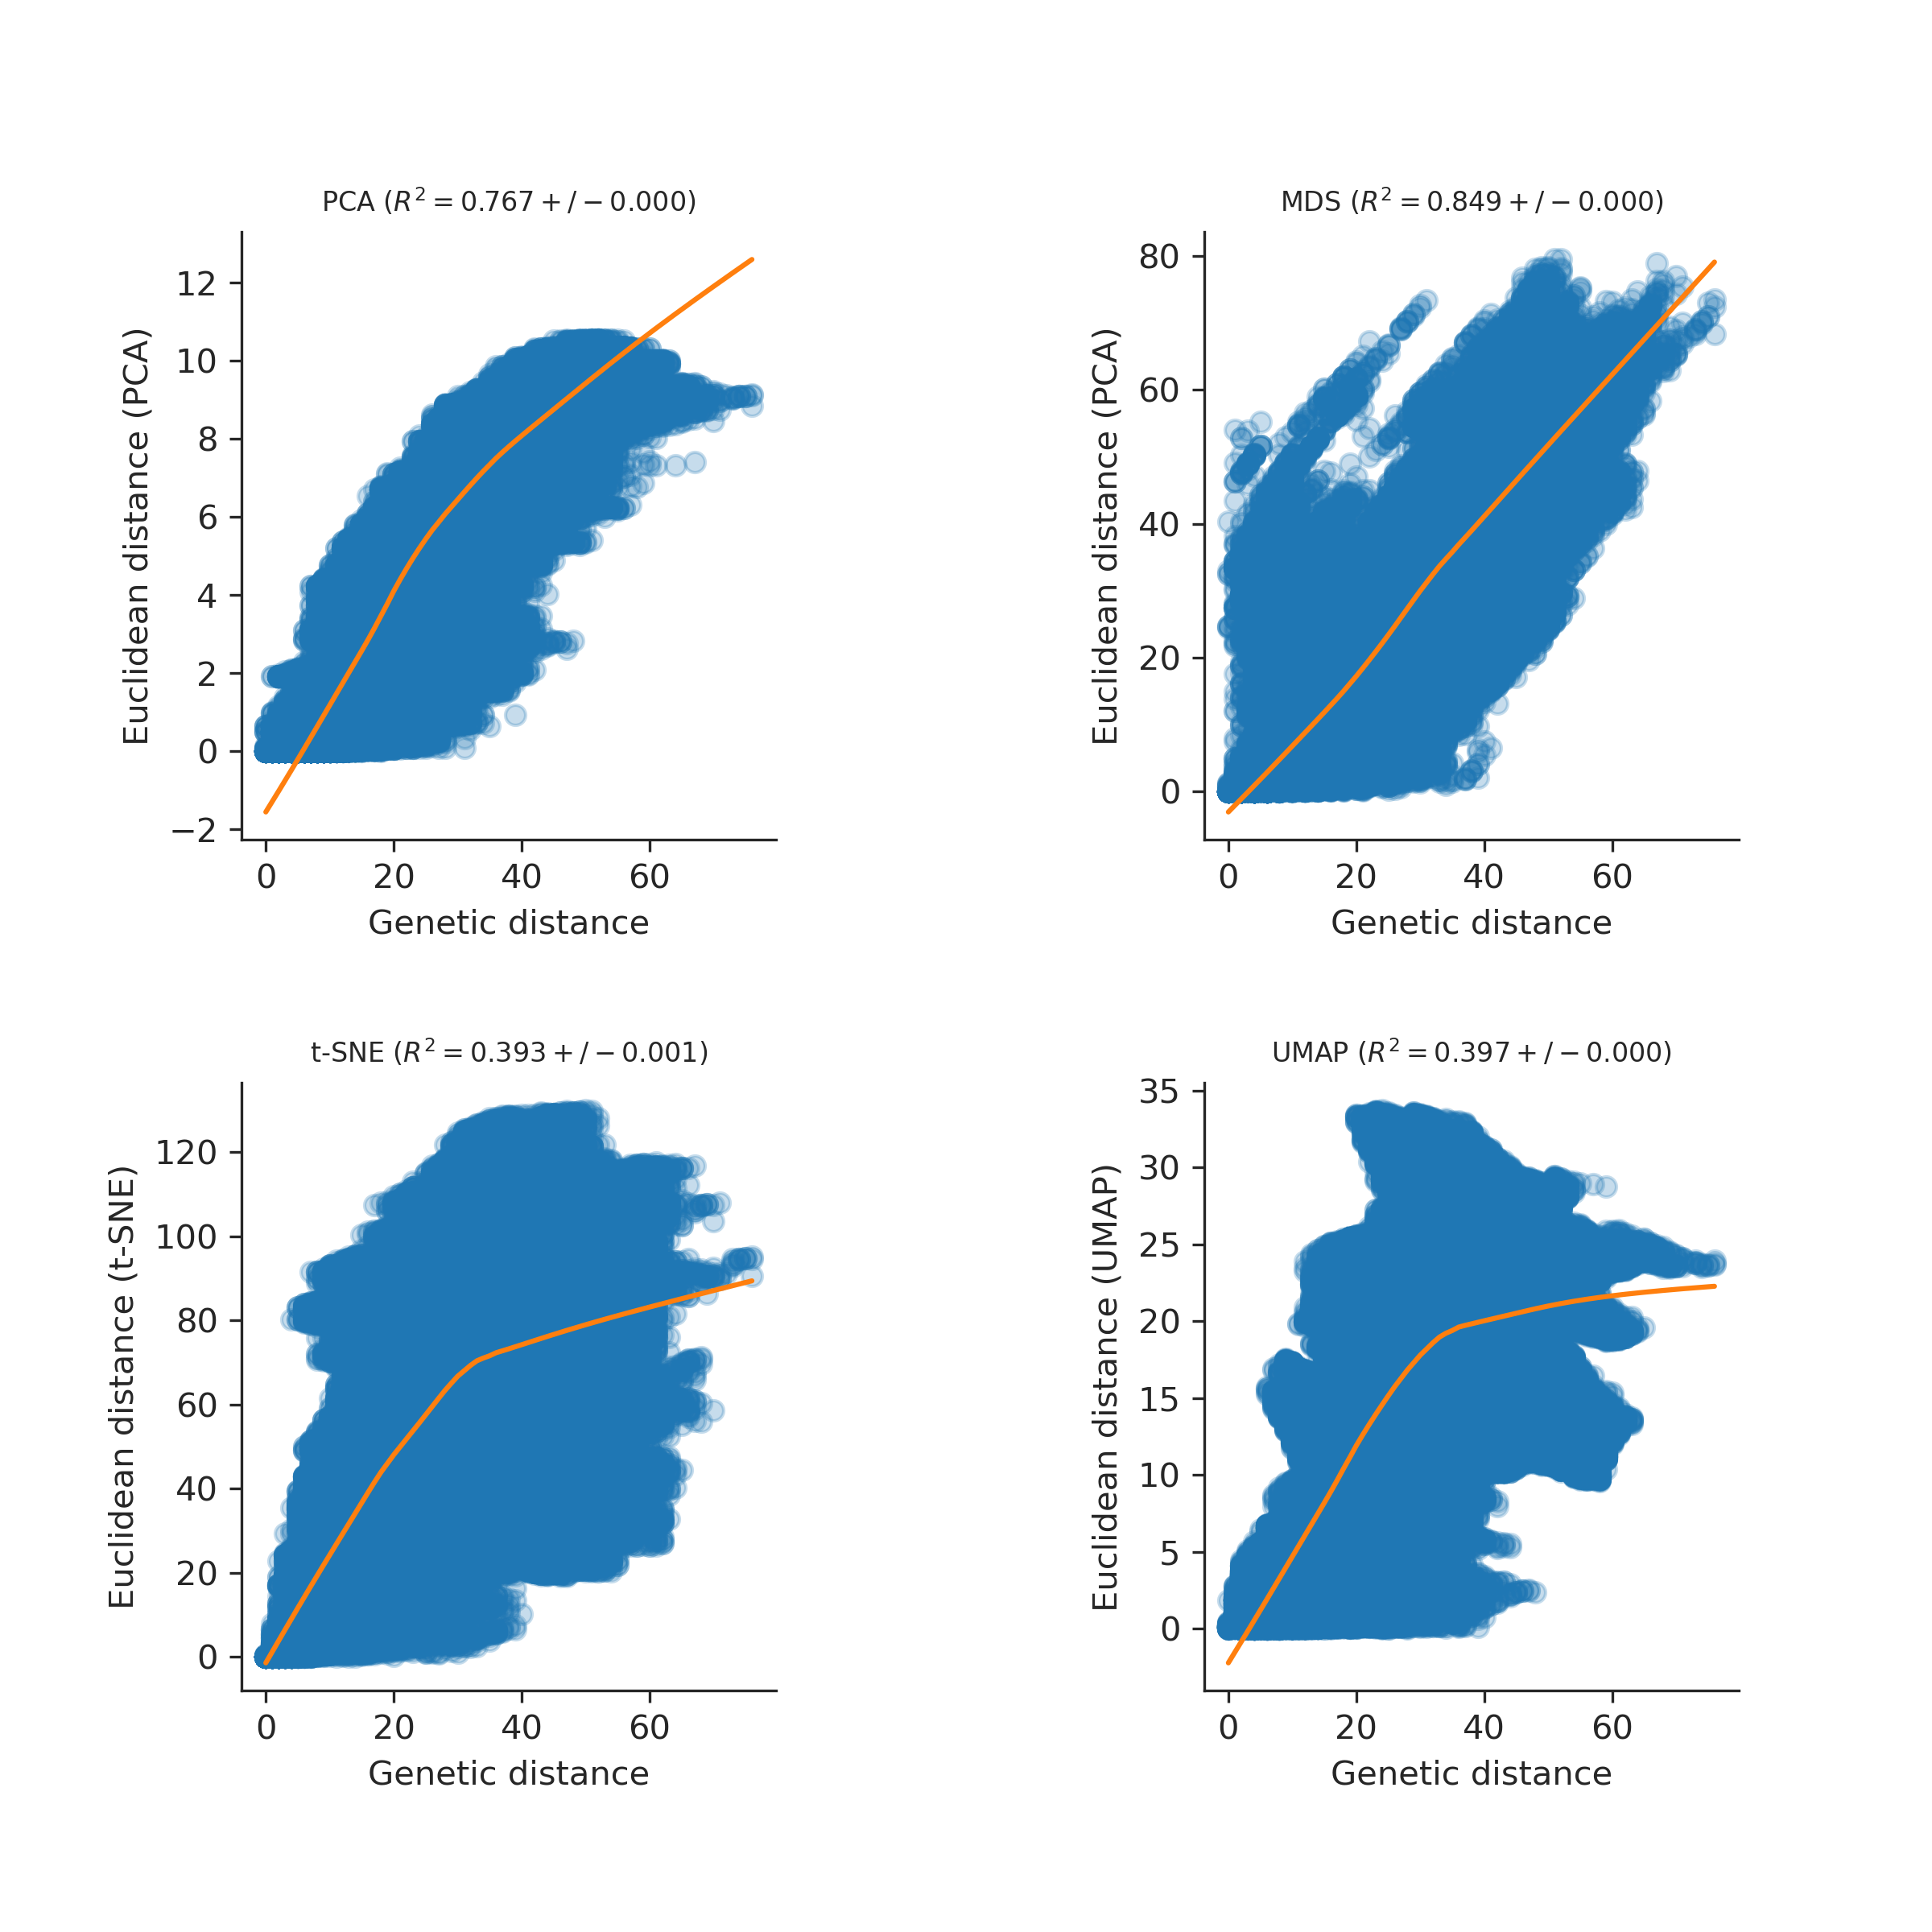 PCA (R² = 0.767 + / − 0.000)
Euclidean distance (PCA)
12
10
8
6
4
2
0
−2
0 20 40 60
Genetic distance
MDS (R² = 0.849 + / − 0.000)
Euclidean distance (PCA)
80
60
40
20
0
0 20 40 60
Genetic distance
t-SNE (R² = 0.393 + / − 0.001)
Euclidean distance (t-SNE)
120
100
80
60
40
20
0
0 20 40 60
Genetic distance
UMAP (R² = 0.397 + / − 0.000)
Euclidean distance (UMAP)
35
30
25
20
15
10
5
0
0 20 40 60
Genetic distance